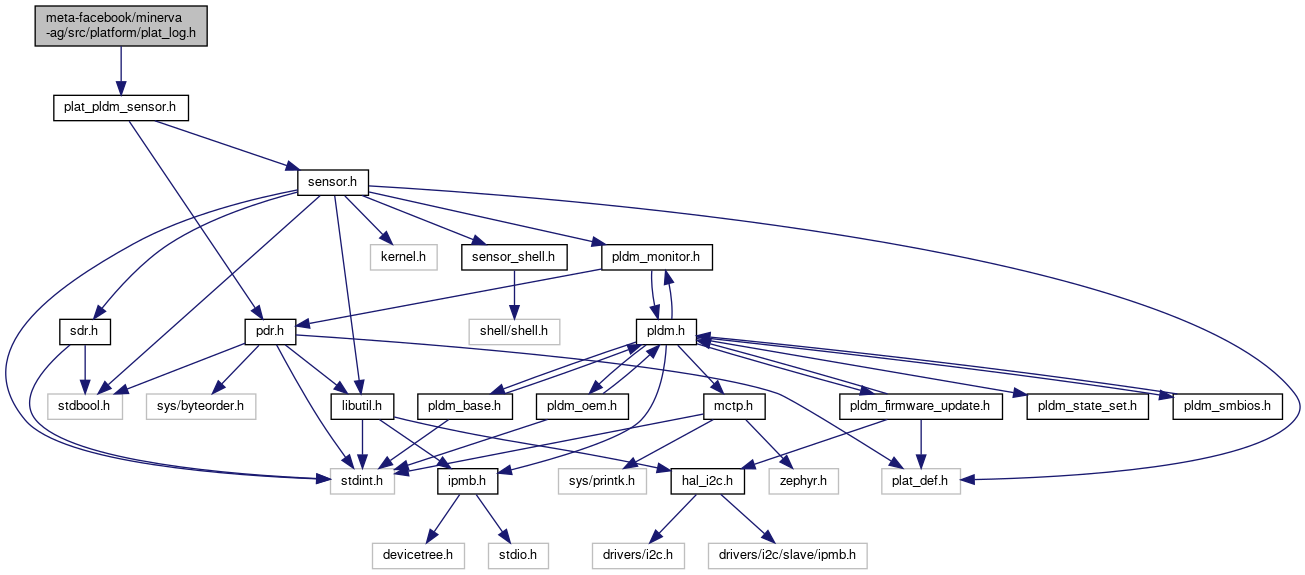 meta-facebook/minerva
-ag/src/platform/plat_log.h
plat_pldm_sensor.h
sensor.h
kernel.h
sensor_shell.h
pldm_monitor.h
sdr.h
pdr.h
shell/shell.h
pldm.h
stdbool.h
sys/byteorder.h
libutil.h
pldm_base.h
pldm_oem.h
mctp.h
pldm_firmware_update.h
pldm_state_set.h
pldm_smbios.h
stdint.h
ipmb.h
sys/printk.h
hal_i2c.h
zephyr.h
plat_def.h
devicetree.h
stdio.h
drivers/i2c.h
drivers/i2c/slave/ipmb.h